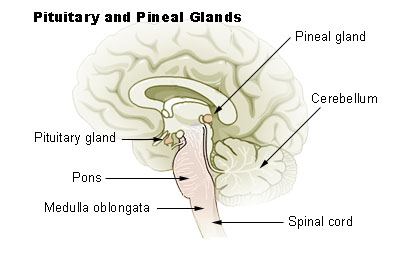 Pituitary and Pineal Glands
Pineal gland
Cerebellum
Pituitary gland
Pons
Medulla oblongata
Spinal cord